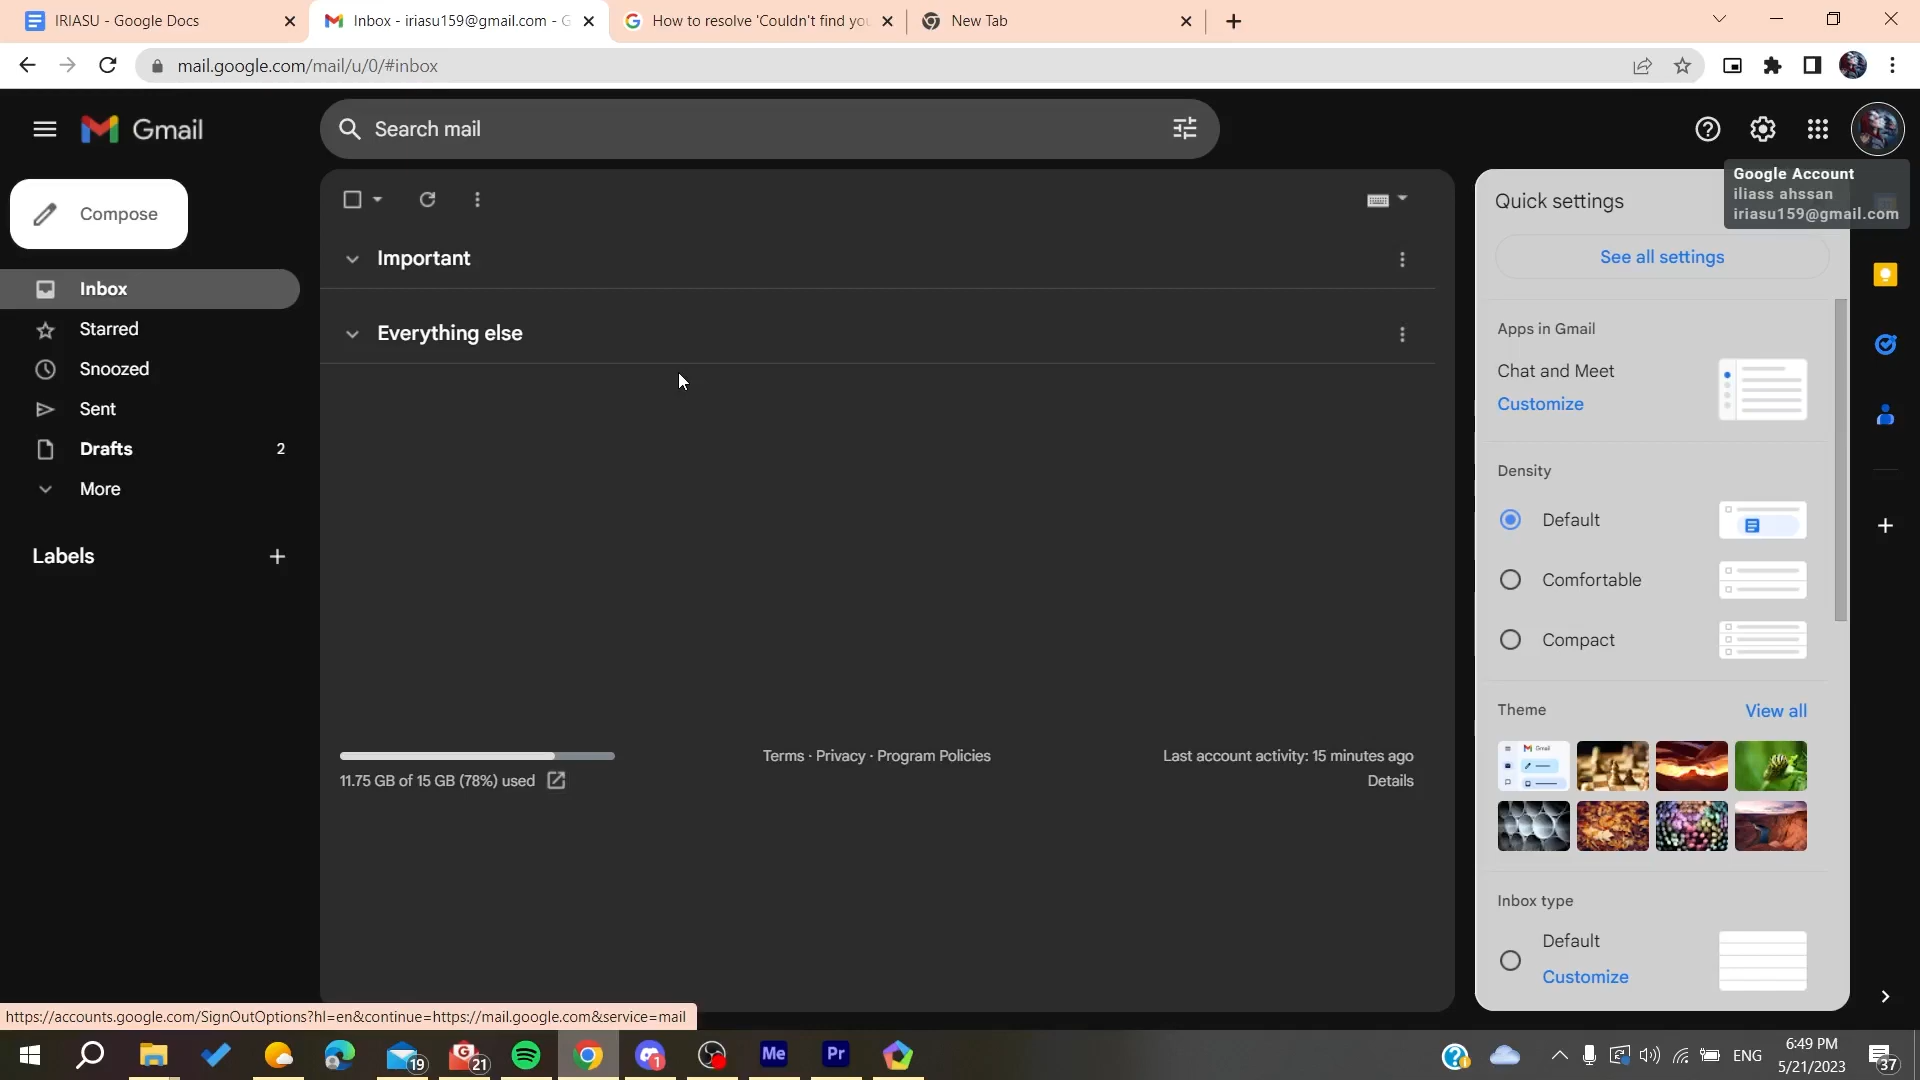 IRIASU - Google Docs
Inbox - iriasu159@gmail.com - G
How to resolve 'Couldn't find you
New Tab
mail.google.com/mail/u/0/#inbox
Gmail
Search mail
Google Account
iliass ahssan
iriasu159@gmail.com
Compose
Quick settings
See all settings
Important
Inbox
Everything else
Starred
Apps in Gmail
Snoozed
Chat and Meet
Customize
Sent
Drafts 2
Density
More
Default
Labels
Comfortable
Compact
Theme
View all
Gmail
Terms · Privacy · Program Policies
Last account activity: 15 minutes ago
11.75 GB of 15 GB (78%) used
Details
Inbox type
Default
Customize
https://accounts.google.com/SignOutOptions?hl=en&continue=https://mail.google.com&service=mail
19
21
1
Me
Pr
ENG
6:49 PM
5/21/2023
37